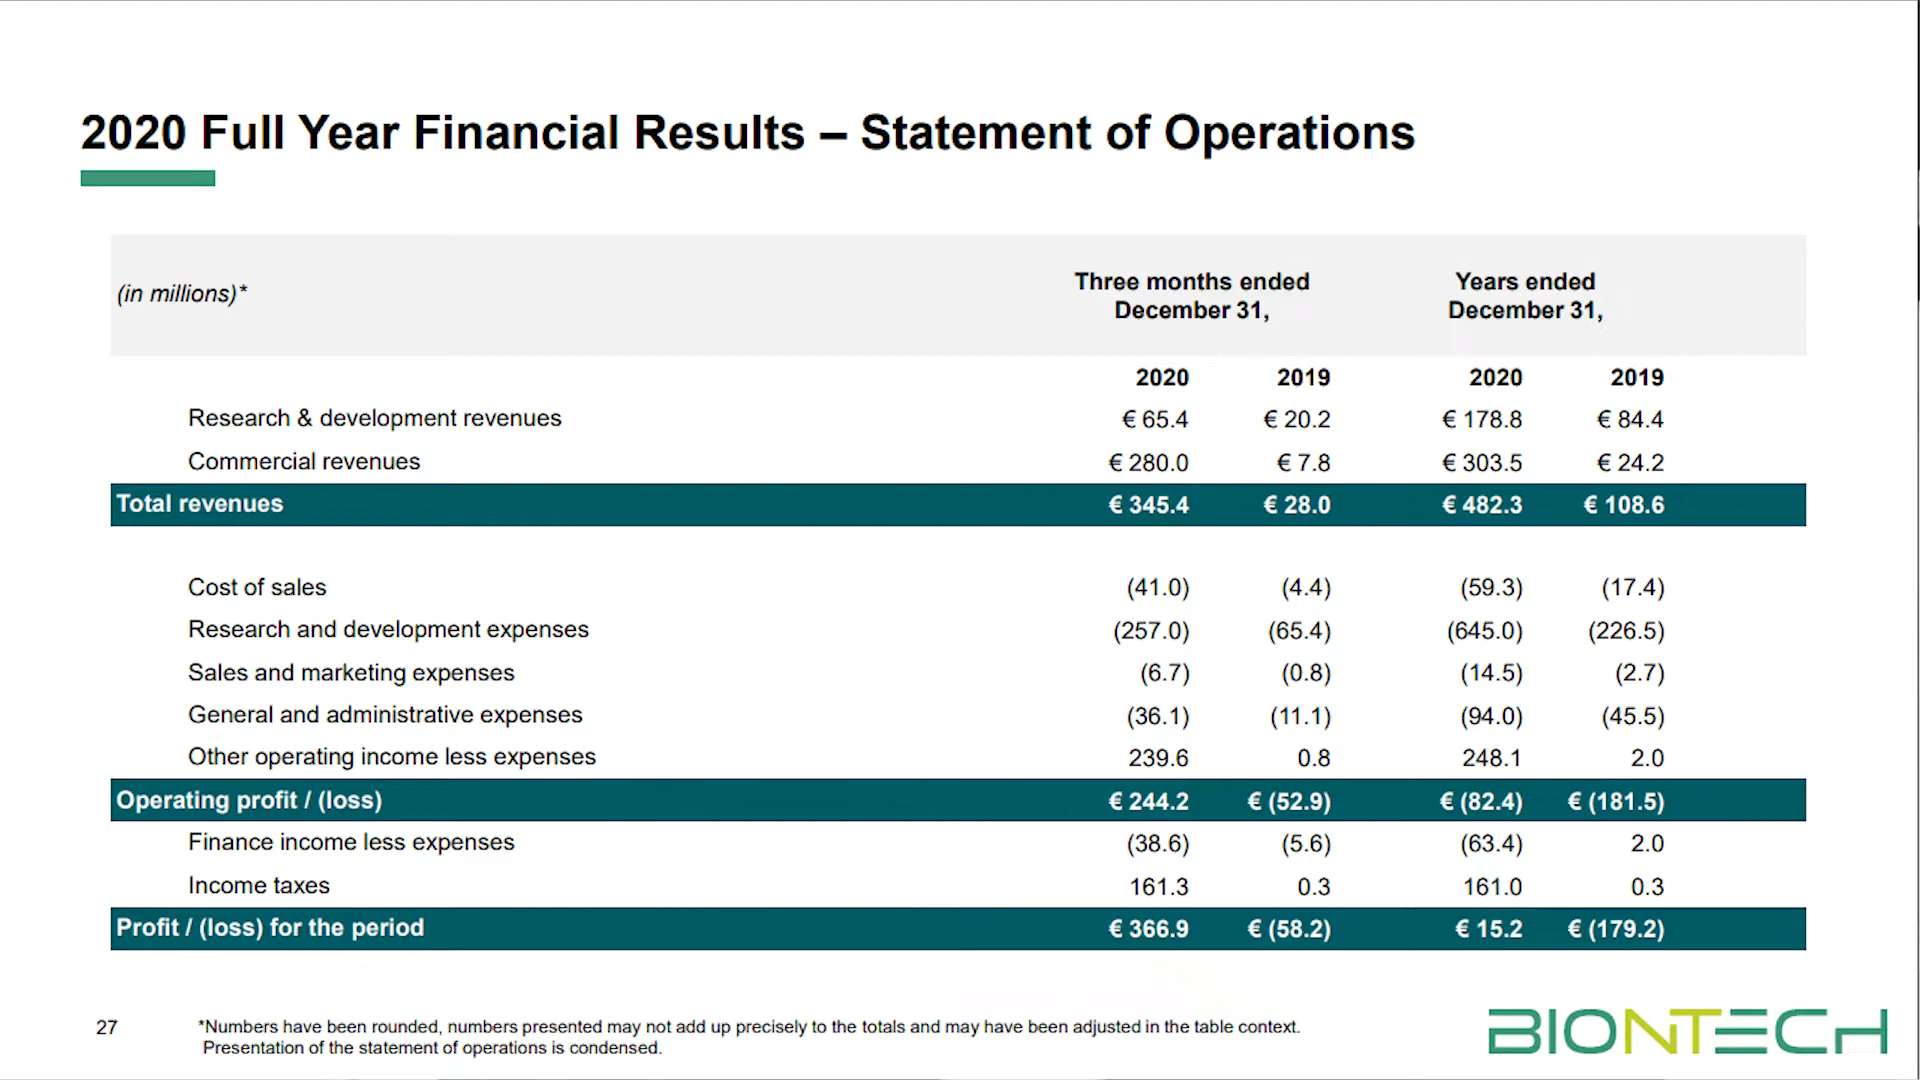 2020 Full Year Financial Results – Statement of Operations
(in millions)* Three months ended December 31, Years ended December 31,
2020 2019 2020 2019
Research & development revenues € 65.4 € 20.2 € 178.8 € 84.4
Commercial revenues € 280.0 € 7.8 € 303.5 € 24.2
Total revenues € 345.4 € 28.0 € 482.3 € 108.6
Cost of sales (41.0) (4.4) (59.3) (17.4)
Research and development expenses (257.0) (65.4) (645.0) (226.5)
Sales and marketing expenses (6.7) (0.8) (14.5) (2.7)
General and administrative expenses (36.1) (11.1) (94.0) (45.5)
Other operating income less expenses 239.6 0.8 248.1 2.0
Operating profit / (loss) € 244.2 € (52.9) € (82.4) € (181.5)
Finance income less expenses (38.6) (5.6) (63.4) 2.0
Income taxes 161.3 0.3 161.0 0.3
Profit / (loss) for the period € 366.9 € (58.2) € 15.2 € (179.2)
27
*Numbers have been rounded, numbers presented may not add up precisely to the totals and may have been adjusted in the table context.
Presentation of the statement of operations is condensed.
BIONTECH